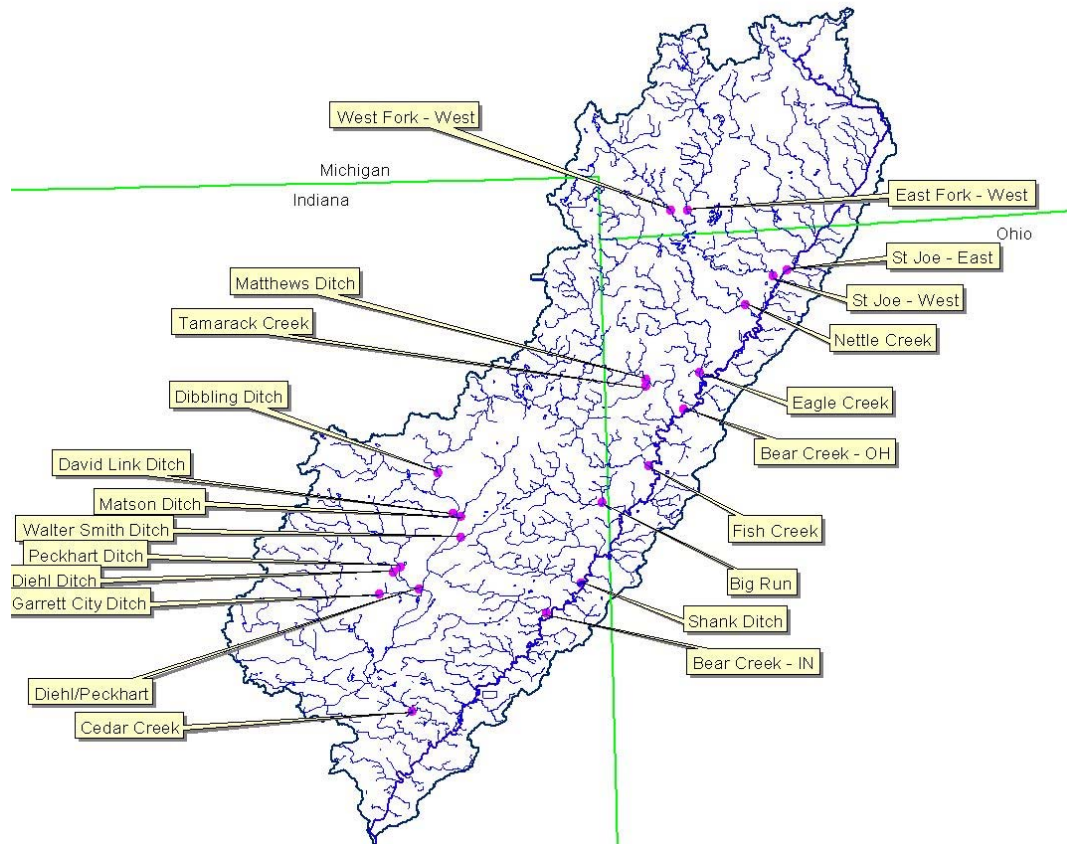 West Fork - West
Michigan
Indiana
East Fork - West
Ohio
St Joe - East
Matthews Ditch
St Joe - West
Tamarack Creek
Nettle Creek
Dibbling Ditch
Eagle Creek
Bear Creek - OH
David Link Ditch
Matson Ditch
Walter Smith Ditch
Fish Creek
Peckhart Ditch
Diehl Ditch
Big Run
Garrett City Ditch
Shank Ditch
Bear Creek - IN
Diehl/Peckhart
Cedar Creek